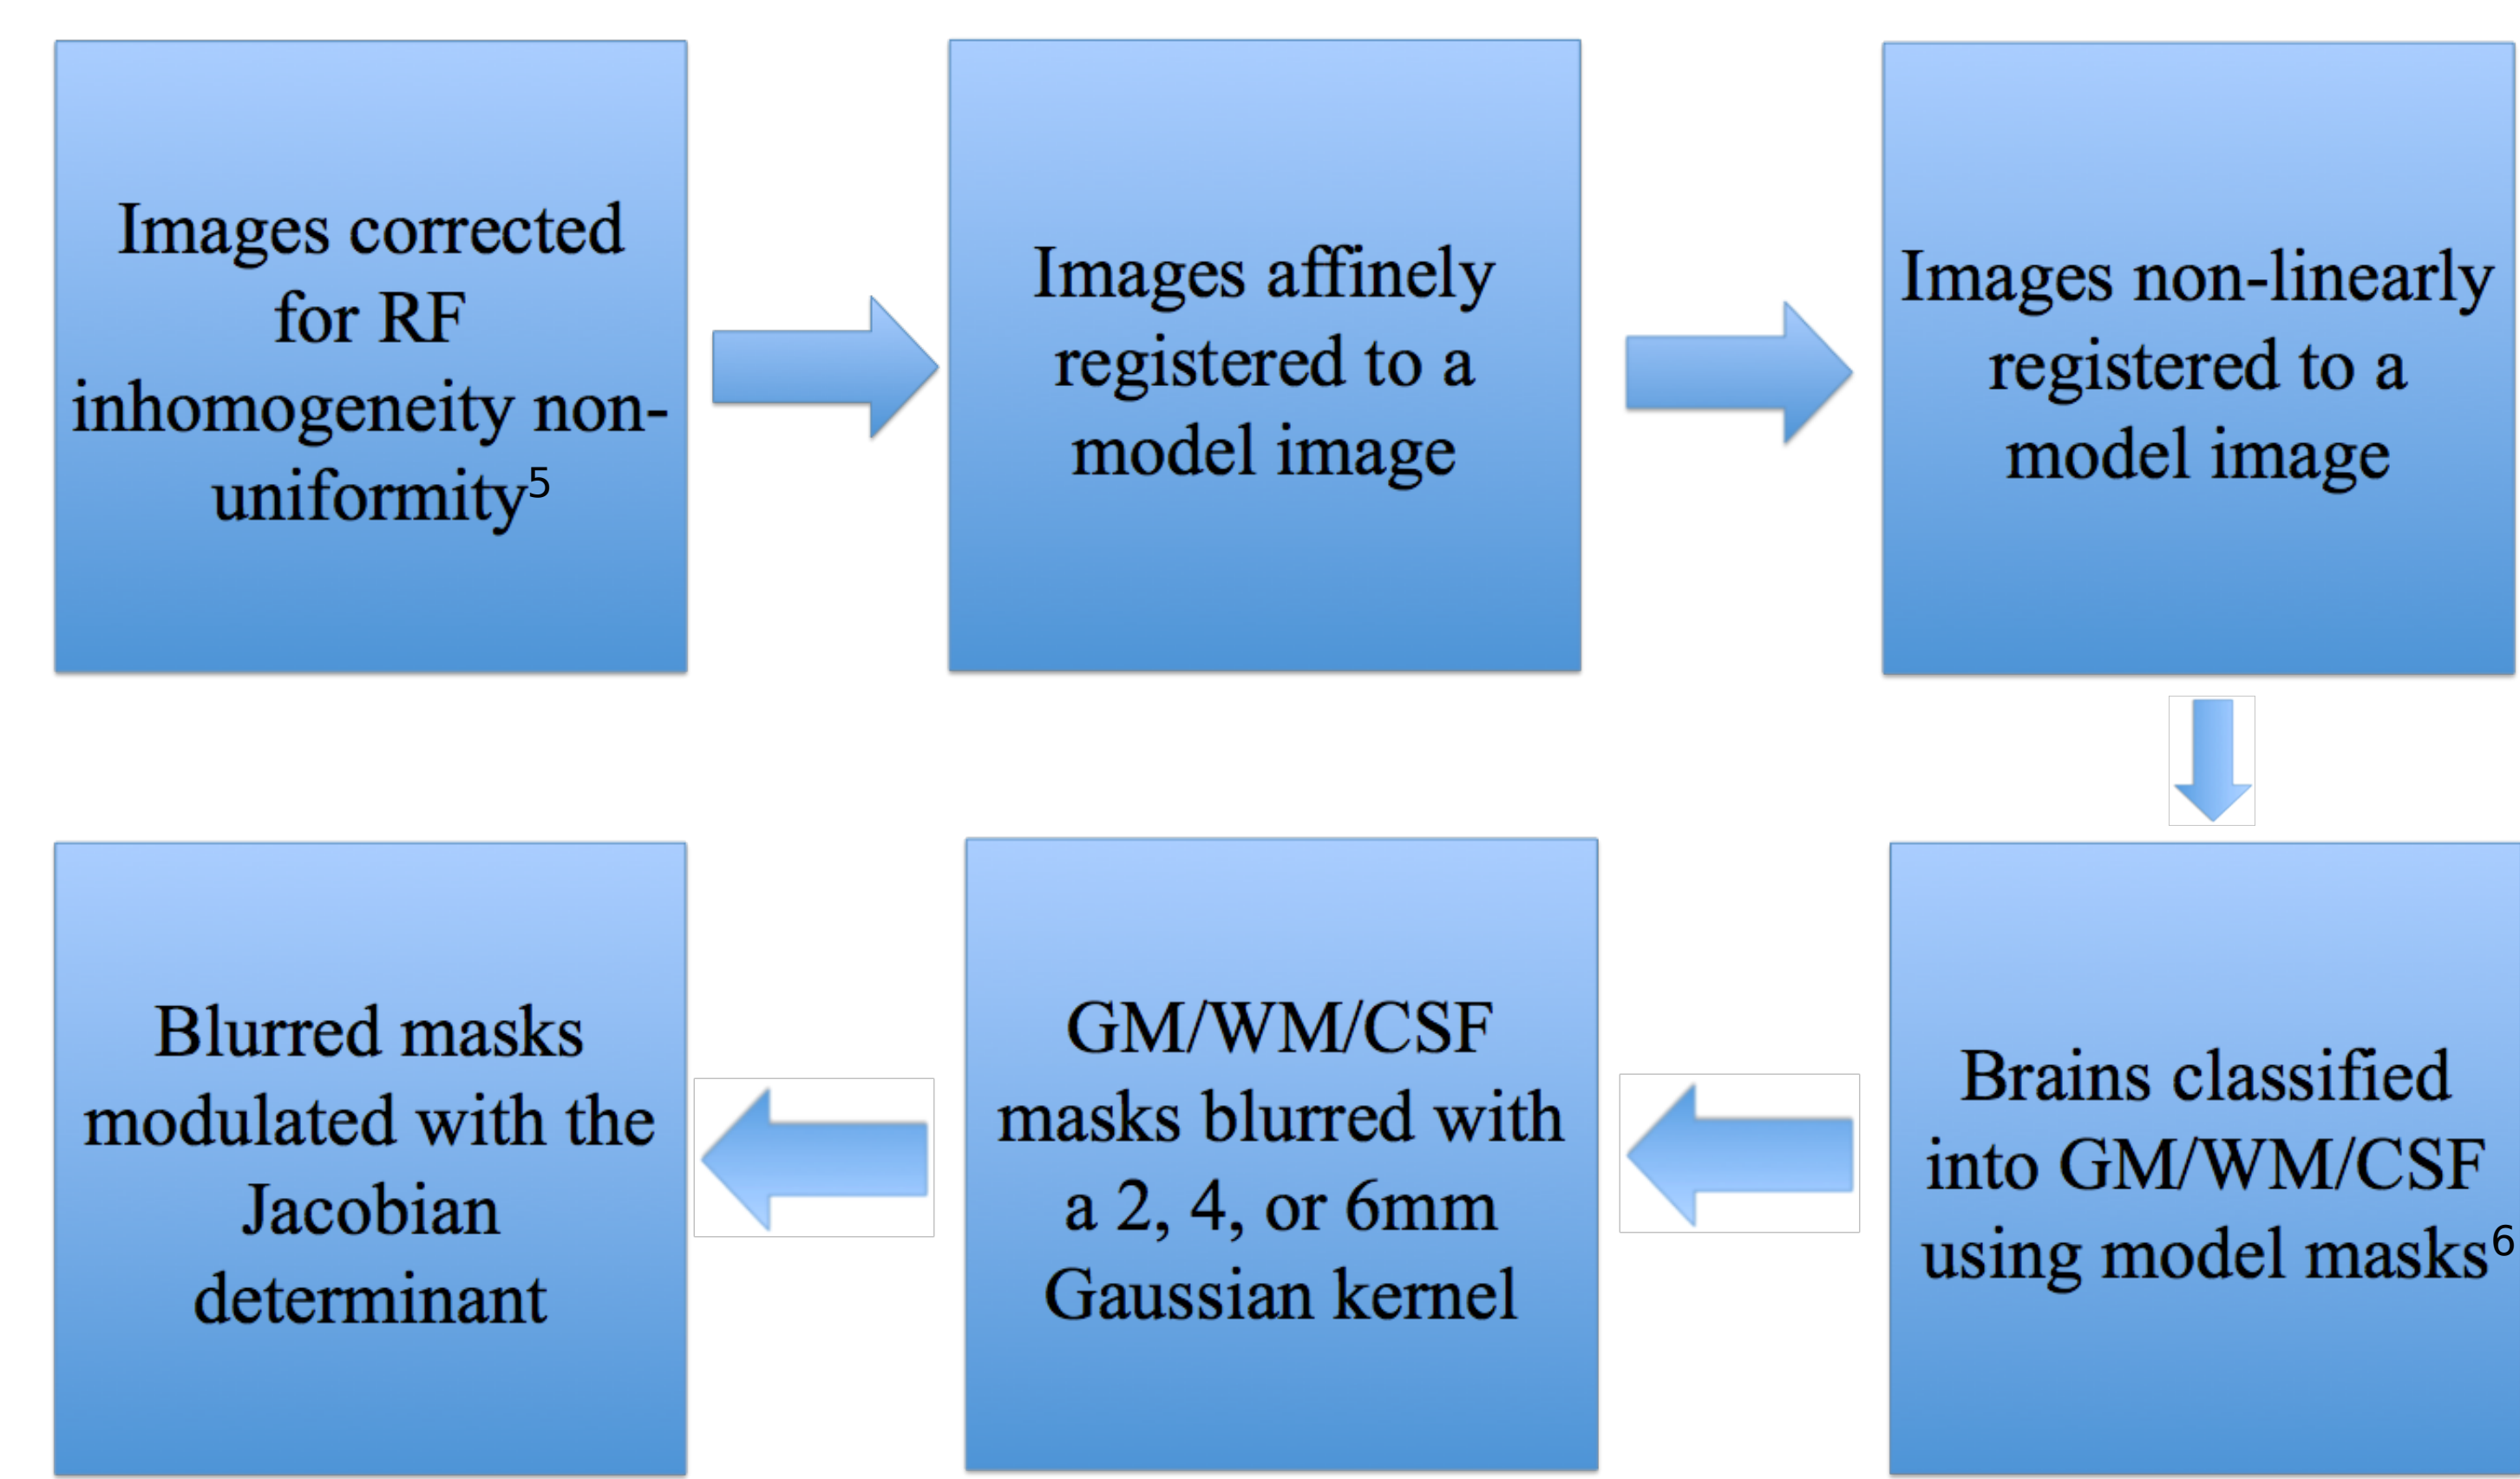 Images corrected
for RF
inhomogeneity non-
uniformity⁵
Images affinely
registered to a
model image
Images non-linearly
registered to a
model image
Brains classified
into GM/WM/CSF
using model masks⁶
GM/WM/CSF
masks blurred with
a 2, 4, or 6mm
Gaussian kernel
Blurred masks
modulated with the
Jacobian
determinant